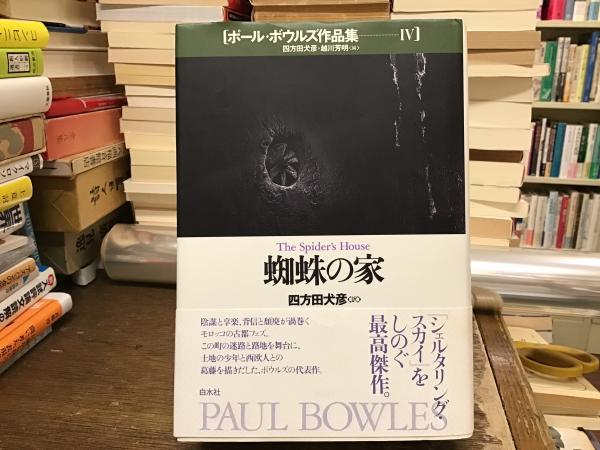 [ポール・ボウルズ作品集————IV]
四方田犬彦・越川芳明〈編〉
The Spider's House
蜘蛛の家
四方田犬彦〈訳〉
『シェルタリング・
スカイ』を
しのぐ
最高傑作。
陰謀と享楽、背信と頽廃が渦巻く
モロッコの古都フェズ。
この町の迷路と路地を舞台に、
土地の少年と西欧人との
葛藤を描きだした、ボウルズの代表作。
白水社
PAUL BOWLES